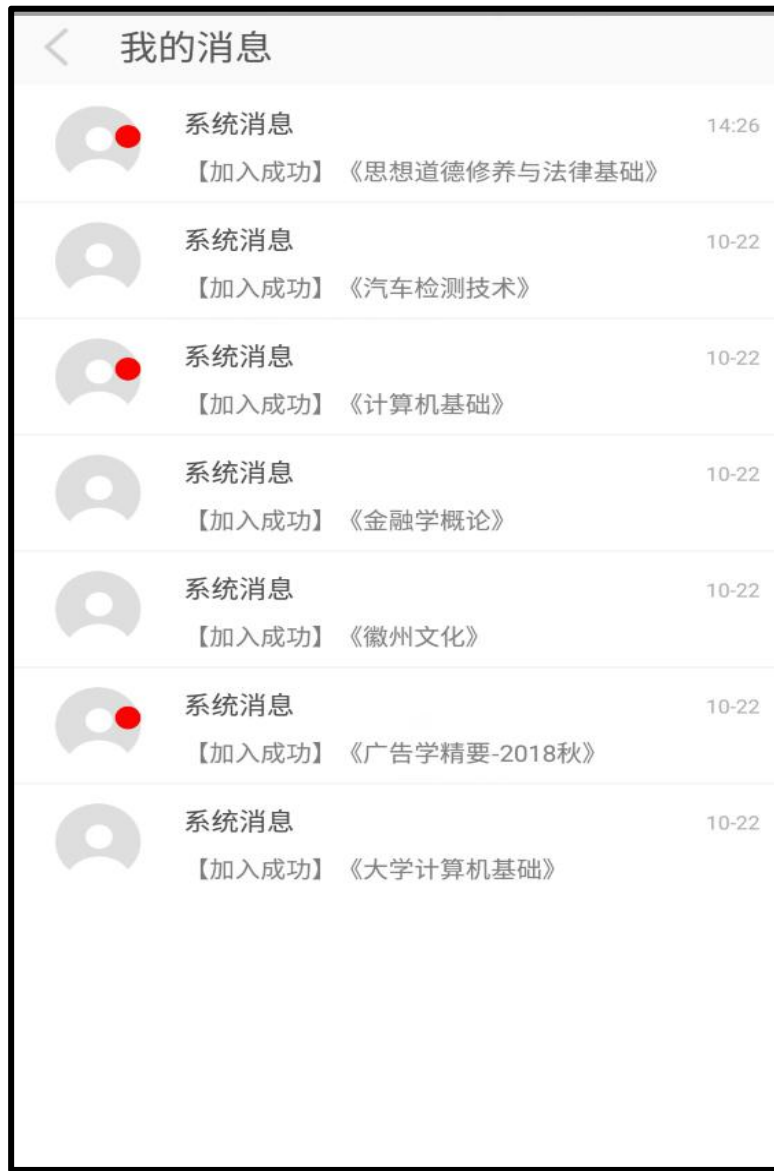 我的消息
系统消息 14:26
【加入成功】《思想道德修养与法律基础》
系统消息 10-22
【加入成功】《汽车检测技术》
系统消息 10-22
【加入成功】《计算机基础》
系统消息 10-22
【加入成功】《金融学概论》
系统消息 10-22
【加入成功】《徽州文化》
系统消息 10-22
【加入成功】《广告学精要-2018秋》
系统消息 10-22
【加入成功】《大学计算机基础》